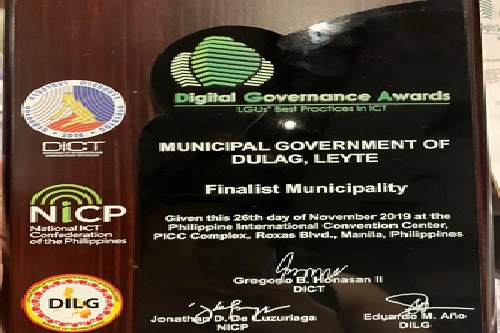 Digital Governance Awards
LGUs' Best Practices in ICT
DICT
MUNICIPAL GOVERNMENT OF
DULAG, LEYTE
Finalist Municipality
NiCP
National ICT
Confederation
of the Philippines
Given this 26th day of November 2019 at the
Philippine International Convention Center,
PICC Complex, Roxas Blvd., Manila, Philippines
Gregorio B. Honasan II
DICT
DILG
Jonathan D. De Luzuriaga
NICP
Eduardo M. Año
DILG